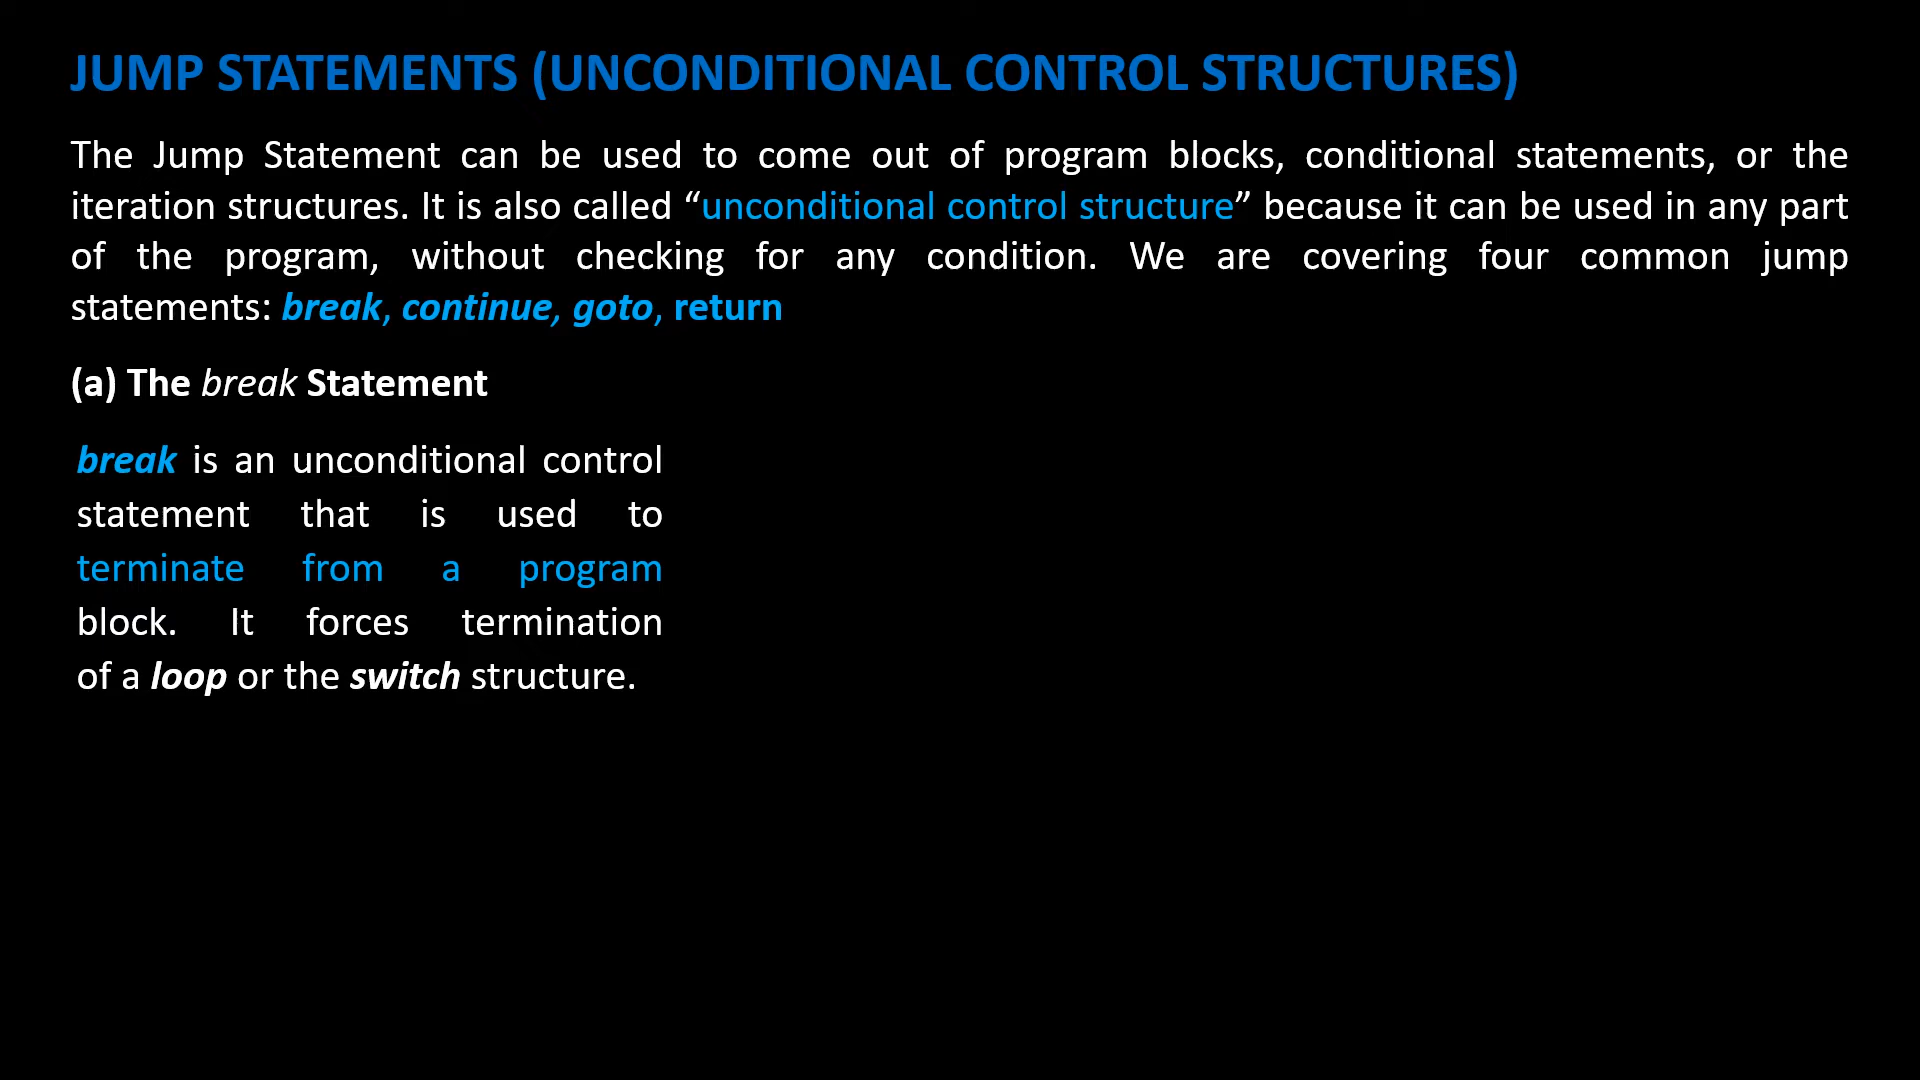 JUMP STATEMENTS (UNCONDITIONAL CONTROL STRUCTURES)
The Jump Statement can be used to come out of program blocks, conditional statements, or the
iteration structures. It is also called “unconditional control structure” because it can be used in any part
of the program, without checking for any condition. We are covering four common jump
statements: break, continue, goto, return
(a) The break Statement
break is an unconditional control
statement that is used to
terminate from a program
block. It forces termination
of a loop or the switch structure.